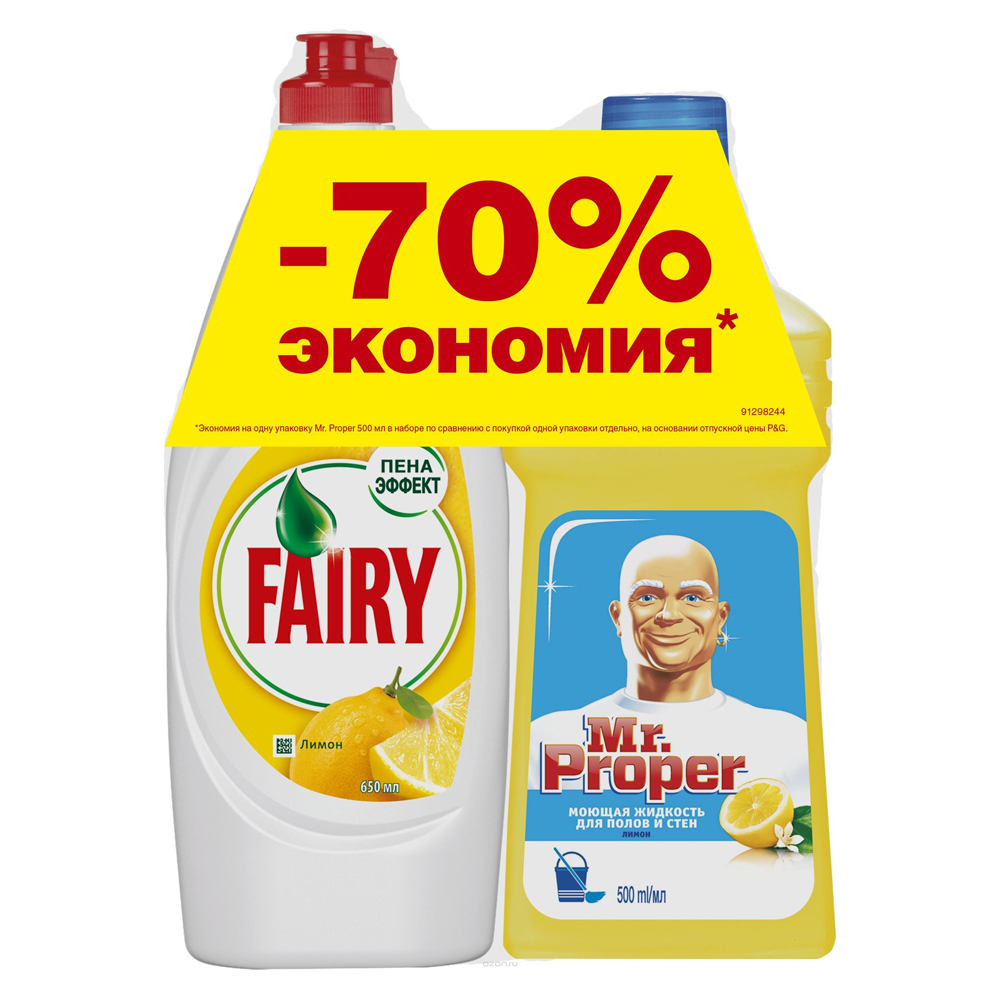 -70%
экономия*
91298244
*Экономия на одну упаковку Mr. Proper 500 мл в наборе по сравнению с покупкой одной упаковки отдельно, на основании отпускной цены P&G.
ПЕНА
ЭФФЕКТ
FAIRY
Лимон
650 мл
Mr.
Proper
МОЮЩАЯ ЖИДКОСТЬ
ДЛЯ ПОЛОВ И СТЕН
ЛИМОН
500 ml/мл
ozon.ru